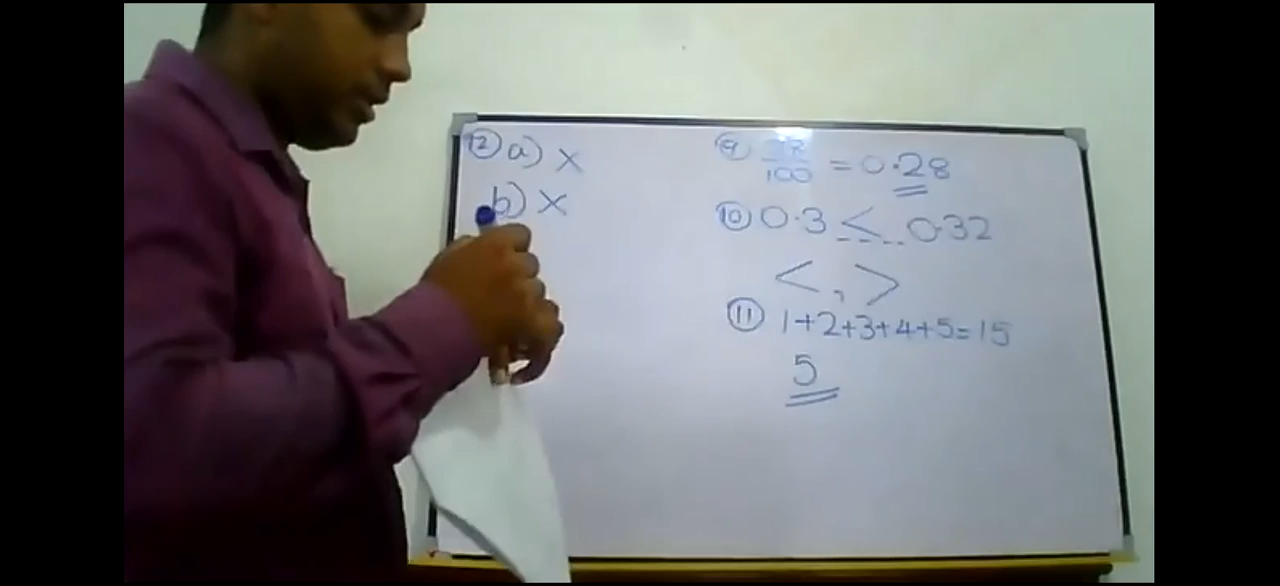 12 a) x
b) x
9 28/100 = 0.28
10 0.3 <.. 0.32
< , >
11 1+2+3+4+5=15
5